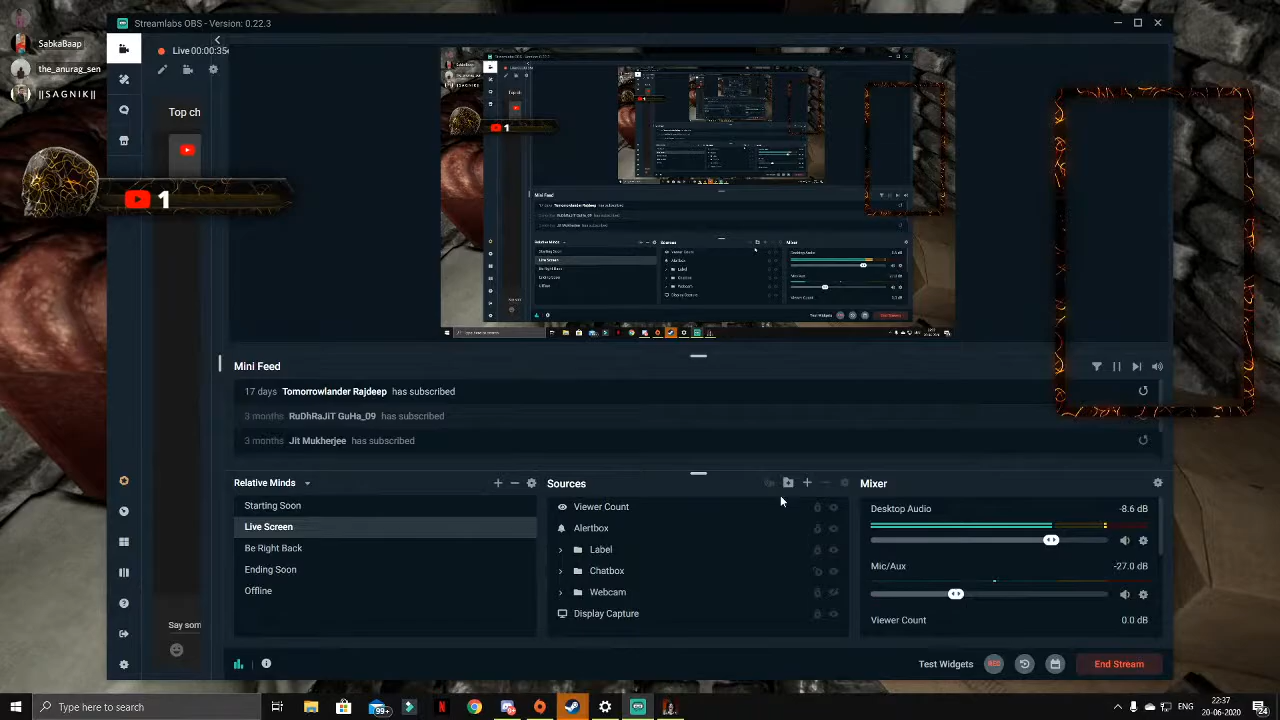 Streamlabs OBS - Version: 0.22.3
SabkaBaap
the_anurag_sen
||SAGNIK||
Live 00:00:35
Top ch
1
1
Mini Feed
17 days Tomorrowlander Rajdeep has subscribed
3 months RuDhRaJiT GuHa_09 has subscribed
3 months Jit Mukherjee has subscribed
Relative Minds
Starting Soon
Live Screen
Be Right Back
Ending Soon
Offline
Sources
Viewer Count
Alertbox
Label
Chatbox
Webcam
Display Capture
Mixer
Desktop Audio -8.6 dB
Mic/Aux -27.0 dB
Viewer Count 0.0 dB
Say som
Test Widgets
REC
End Stream
Type here to search
99+
ENG
22:37
20-06-2020
24